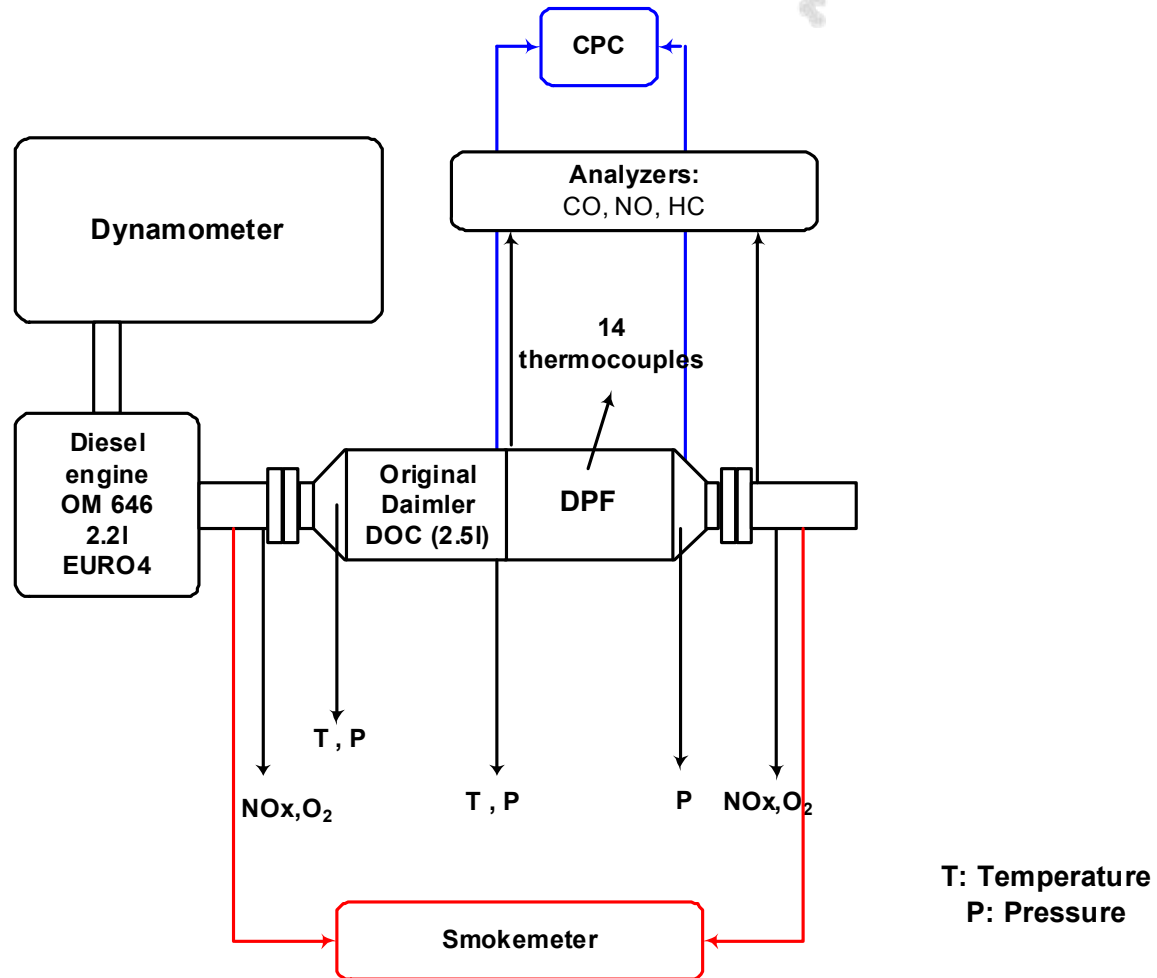 CPC
Analyzers:
CO, NO, HC
Dynamometer
14
thermocouples
Diesel
engine
OM 646
2.2l
EURO4
Original
Daimler
DOC (2.5l)
DPF
T , P
NOx,O₂
T , P
P
NOx,O₂
T: Temperature
P: Pressure
Smokemeter